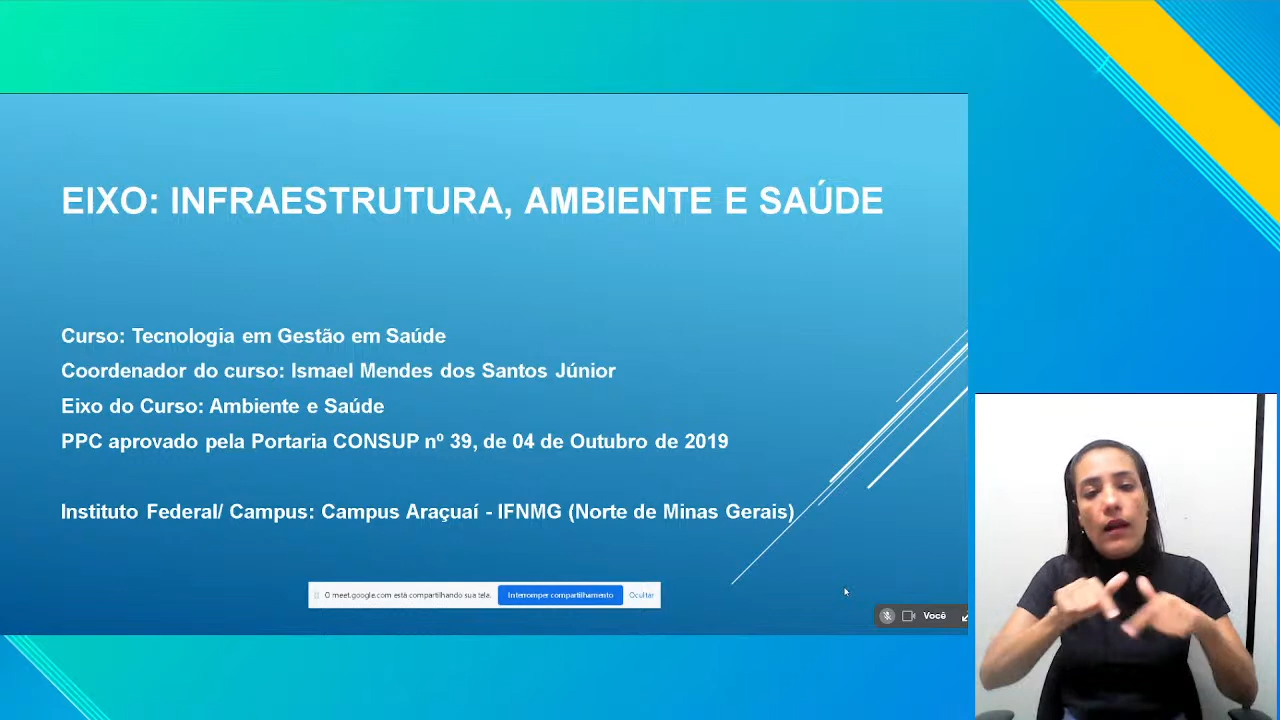 EIXO: INFRAESTRUTURA, AMBIENTE E SAÚDE
Curso: Tecnologia em Gestão em Saúde
Coordenador do curso: Ismael Mendes dos Santos Júnior
Eixo do Curso: Ambiente e Saúde
PPC aprovado pela Portaria CONSUP nº 39, de 04 de Outubro de 2019
Instituto Federal/ Campus: Campus Araçuaí - IFNMG (Norte de Minas Gerais)
O meet.google.com está compartilhando sua tela. Interromper compartilhamento Ocultar
Você